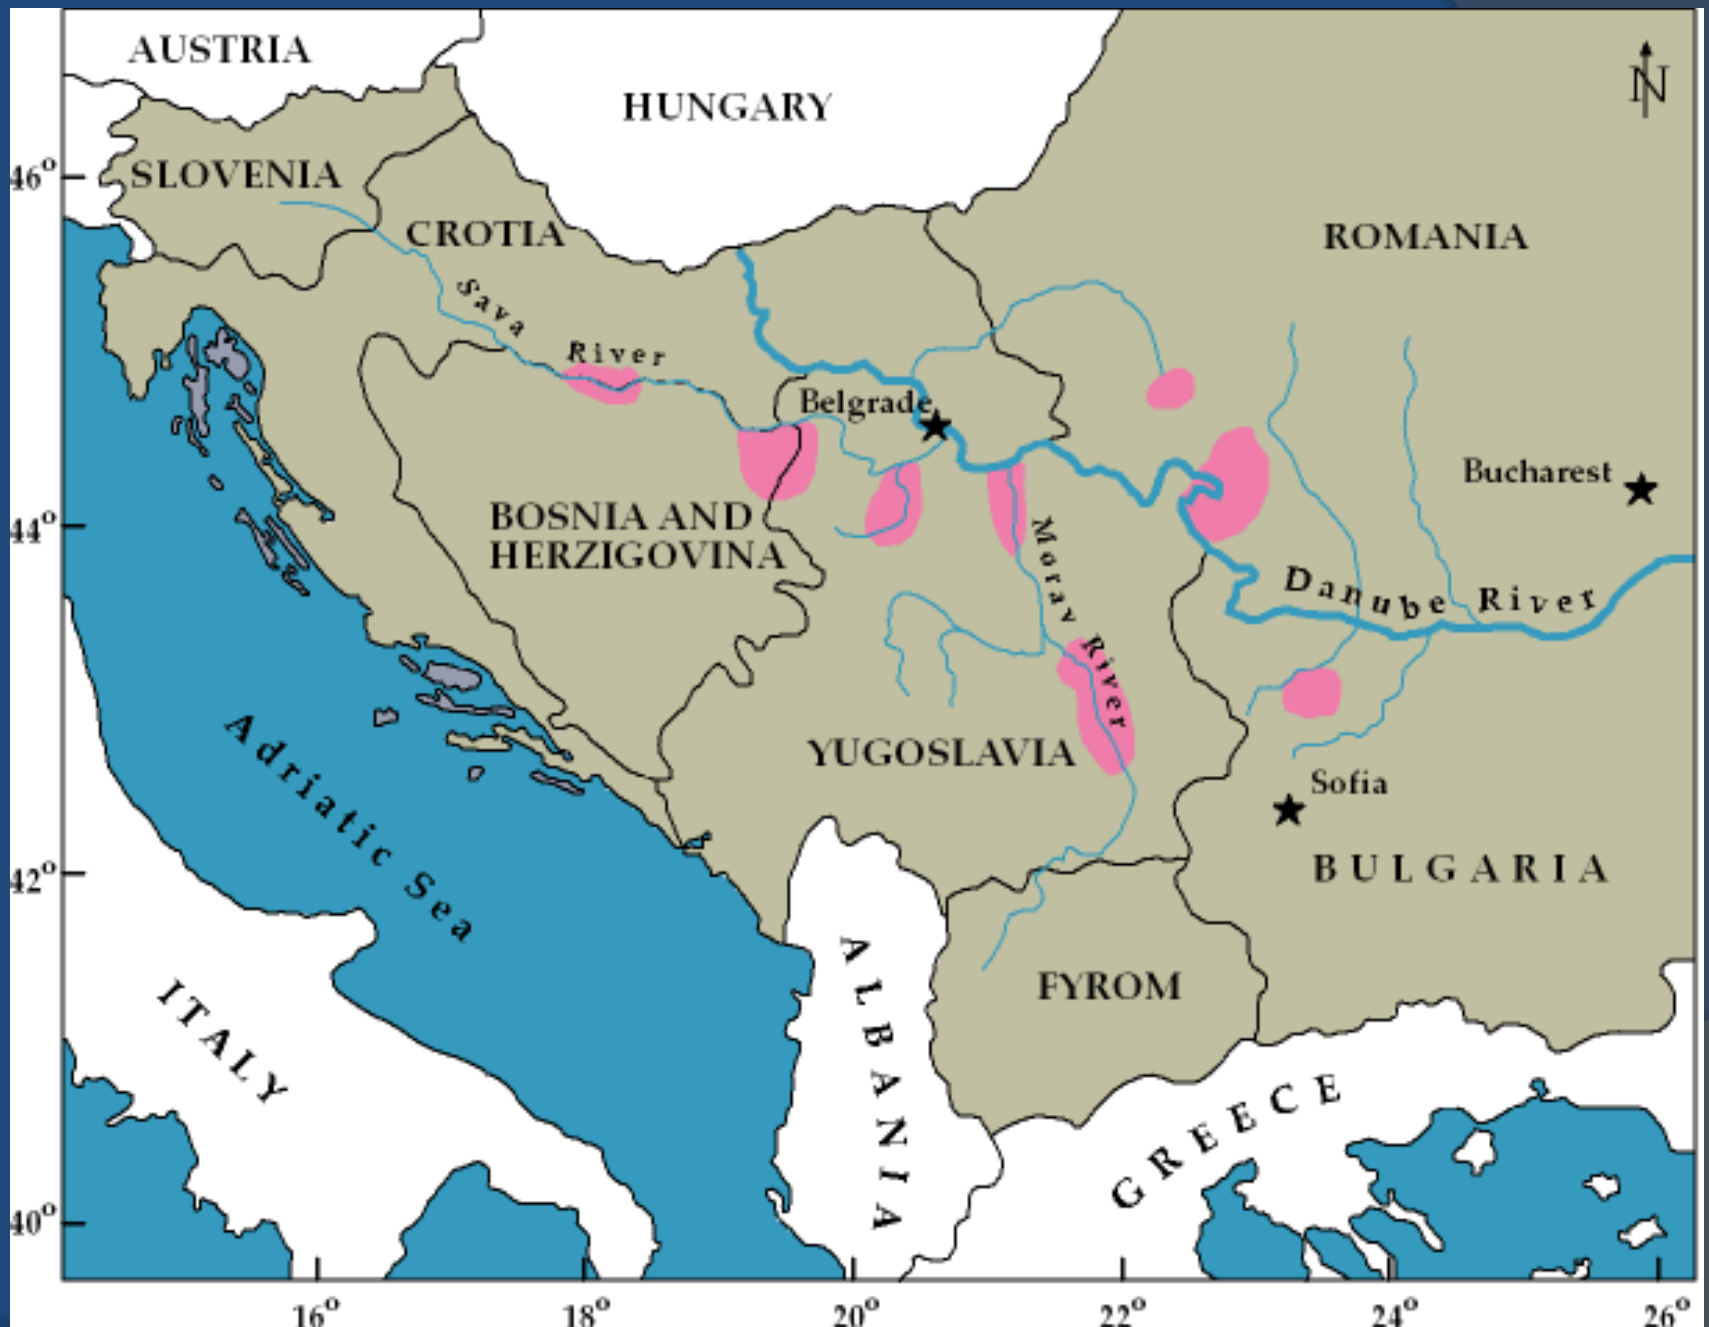 AUSTRIA
HUNGARY
N
46°
SLOVENIA
CROTIA
ROMANIA
Sava
River
Belgrade
Bucharest
44°
BOSNIA AND
HERZIGOVINA
Morav River
Danube River
YUGOSLAVIA
Sofia
Adriatic Sea
42°
BULGARIA
ALBANIA
FYROM
ITALY
GREECE
40°
16° 18° 20° 22° 24° 26°